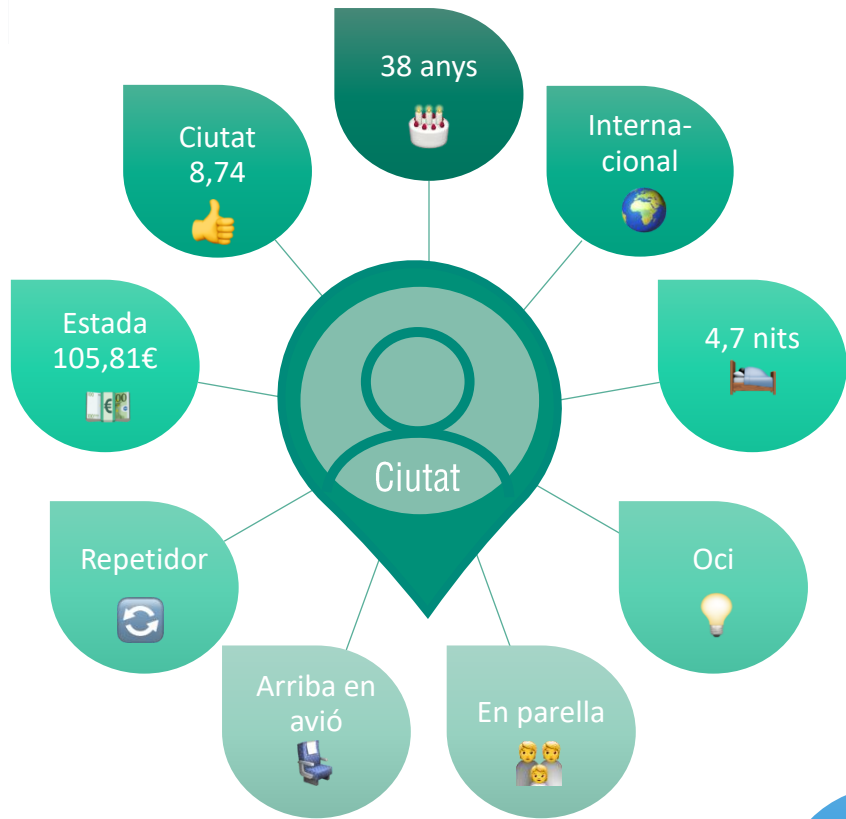 38 anys
Interna-
cional
4,7 nits
Oci
En parella
Arriba en
avió
Repetidor
Estada
105,81€
Ciutat
8,74
Ciutat